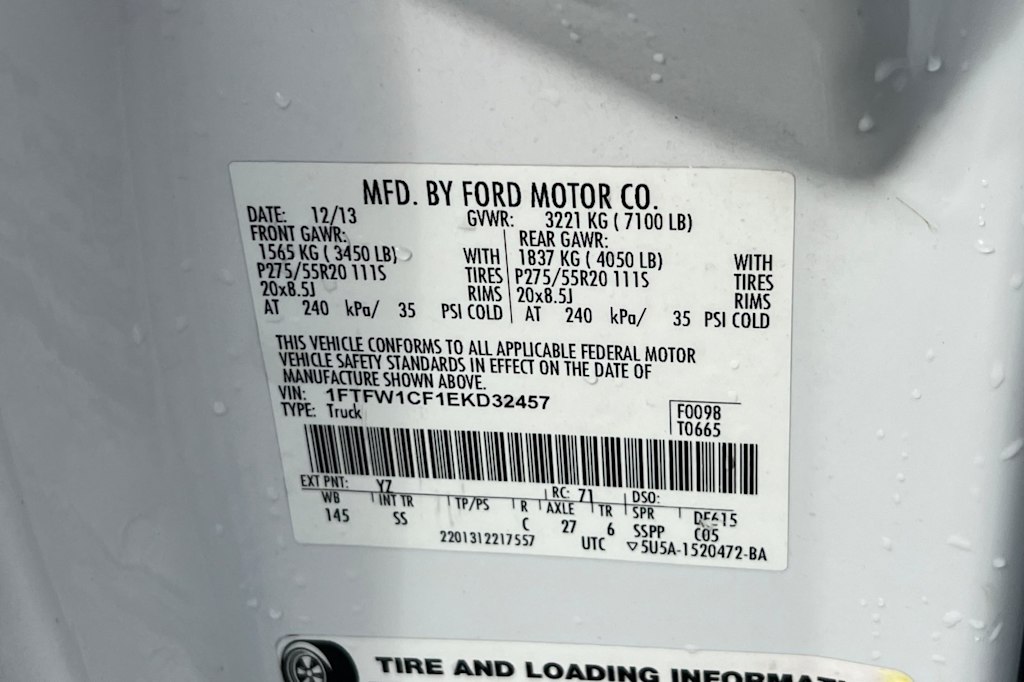 MFD. BY FORD MOTOR CO.
DATE: 12/13 GVWR: 3221 KG ( 7100 LB)
FRONT GAWR: REAR GAWR:
1565 KG ( 3450 LB) WITH 1837 KG ( 4050 LB) WITH
P275/55R20 111S TIRES P275/55R20 111S TIRES
20x8.5J RIMS 20x8.5J RIMS
AT 240 kPa/ 35 PSI COLD AT 240 kPa/ 35 PSI COLD
THIS VEHICLE CONFORMS TO ALL APPLICABLE FEDERAL MOTOR
VEHICLE SAFETY STANDARDS IN EFFECT ON THE DATE OF
MANUFACTURE SHOWN ABOVE.
VIN: 1FTFW1CF1EKD32457
TYPE: Truck
F0098
T0665
EXT PNT: YZ RC: 71 DSO:
WB INT TR TP/PS R AXLE TR SPR
145 SS C 27 6 SSPP C05
2201312217557 UTC ▽5U5A-1520472-BA
TIRE AND LOADING